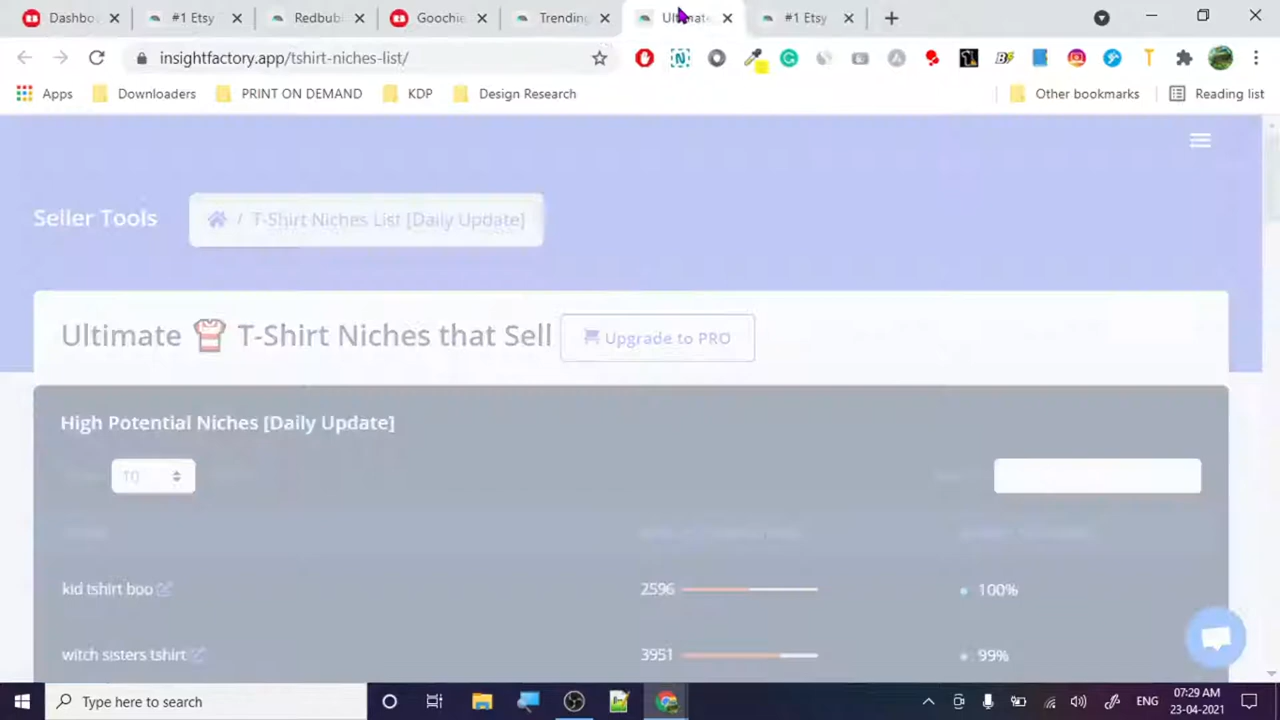 Dashbo
#1 Etsy
Redbub
Goochie
Trending
Ultimate
#1 Etsy
insightfactory.app/tshirt-niches-list/
Apps
Downloaders
PRINT ON DEMAND
KDP
Design Research
Other bookmarks
Reading list
Seller Tools
/ T-Shirt Niches List [Daily Update]
Ultimate T-Shirt Niches that Sell
Upgrade to PRO
High Potential Niches [Daily Update]
10
kid tshirt boo 2596 100%
witch sisters tshirt 3951 99%
Type here to search
ENG
07:29 AM
23-04-2021